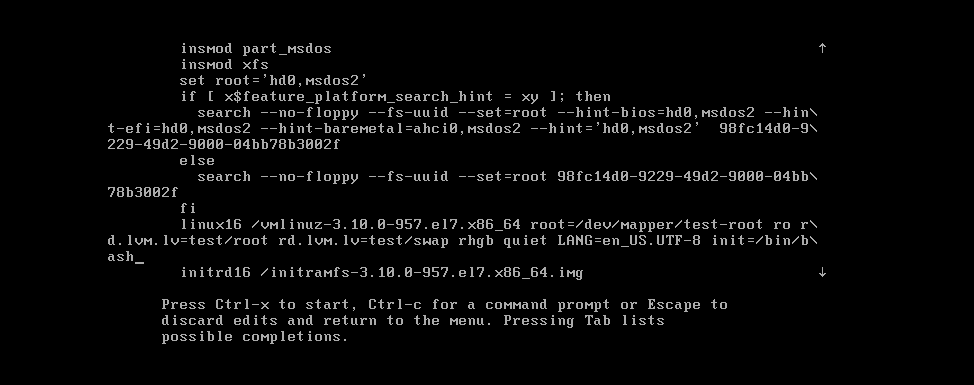 insmod part_msdos ↑
insmod xfs
set root='hd0,msdos2'
if [ x$feature_platform_search_hint = xy ]; then
search --no-floppy --fs-uuid --set=root --hint-bios=hd0,msdos2 --hin\
t-efi=hd0,msdos2 --hint-baremetal=ahci0,msdos2 --hint='hd0,msdos2'  98fc14d0-9\
229-49d2-9000-04bb78b3002f
else
search --no-floppy --fs-uuid --set=root 98fc14d0-9229-49d2-9000-04bb\
78b3002f
fi
linux16 /vmlinuz-3.10.0-957.el7.x86_64 root=/dev/mapper/test-root ro r\
d.lvm.lv=test/root rd.lvm.lv=test/swap rhgb quiet LANG=en_US.UTF-8 init=/bin/b\
ash_
initrd16 /initramfs-3.10.0-957.el7.x86_64.img ↓
Press Ctrl-x to start, Ctrl-c for a command prompt or Escape to
discard edits and return to the menu. Pressing Tab lists
possible completions.